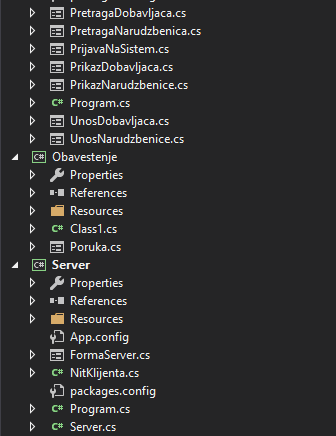 PretragaDobavljaca.cs
PretragaNarudzbenica.cs
PrijavaNaSistem.cs
PrikazDobavljaca.cs
PrikazNarudzbenice.cs
C# Program.cs
UnosDobavljaca.cs
UnosNarudzbenice.cs
C# Obavestenje
Properties
References
Resources
C# Class1.cs
Poruka.cs
C# Server
Properties
References
Resources
App.config
FormaServer.cs
C# NitKlijenta.cs
packages.config
C# Program.cs
C# Server.cs